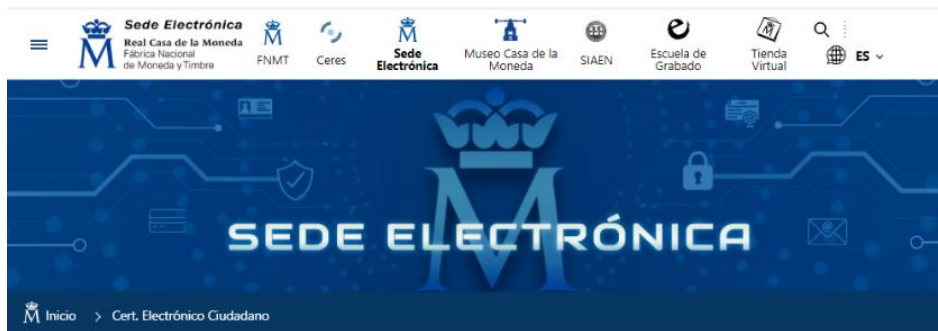 Sede Electrónica
Real Casa de la Moneda
Fábrica Nacional
de Moneda y Timbre
FNMT
Ceres
Sede
Electrónica
Museo Casa de la
Moneda
SIAEN
Escuela de
Grabado
Tienda
Virtual
ES
SEDE ELECTRÓNICA
Inicio > Cert. Electrónico Ciudadano